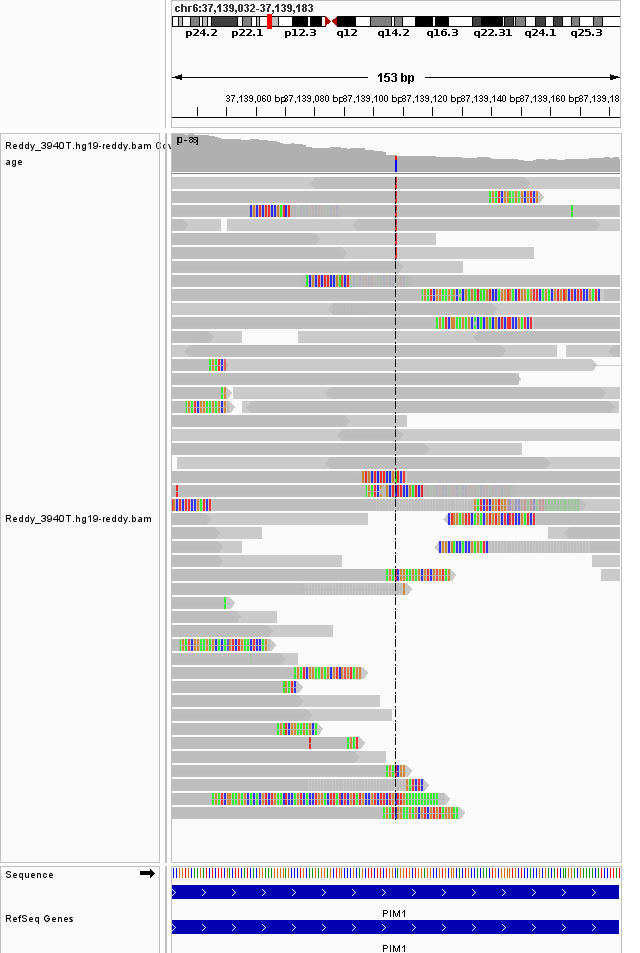 chr6:37,139,032-37,139,183
p24.2 p22.1 p12.3 q12 q14.2 q16.3 q22.31 q24.1 q25.3
153 bp
37,139,060 bp 37,139,080 bp 37,139,100 bp 37,139,120 bp 37,139,140 bp 37,139,160 bp 37,139,18
Reddy_3940T.hg19-reddy.bam Cov
age
Reddy_3940T.hg19-reddy.bam
Sequence
RefSeq Genes
PIM1
PIM1